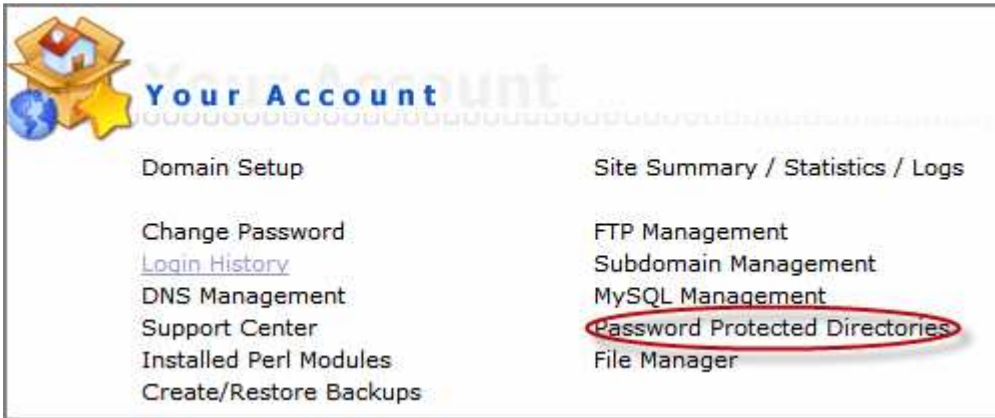 Your Account
Domain Setup
Site Summary / Statistics / Logs
Change Password
Login History
DNS Management
Support Center
Installed Perl Modules
Create/Restore Backups
FTP Management
Subdomain Management
MySQL Management
Password Protected Directories
File Manager